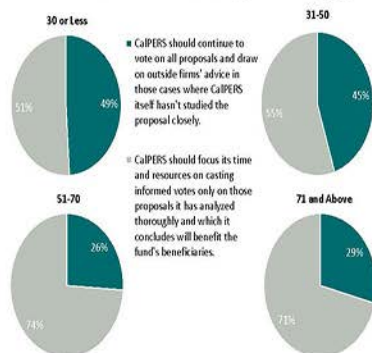 30 or Less
31-50
CalPERS should continue to
vote on all proposals and draw
on outside firms' advice in
those cases where CalPERS
itself hasn't studied the
proposal closely.
51%
49%
55%
45%
CalPERS should focus its time
and resources on casting
informed votes only on those
proposals it has analyzed
thoroughly and which it
concludes will benefit the
fund's beneficiaries.
51-70
71 and Above
26%
74%
29%
71%